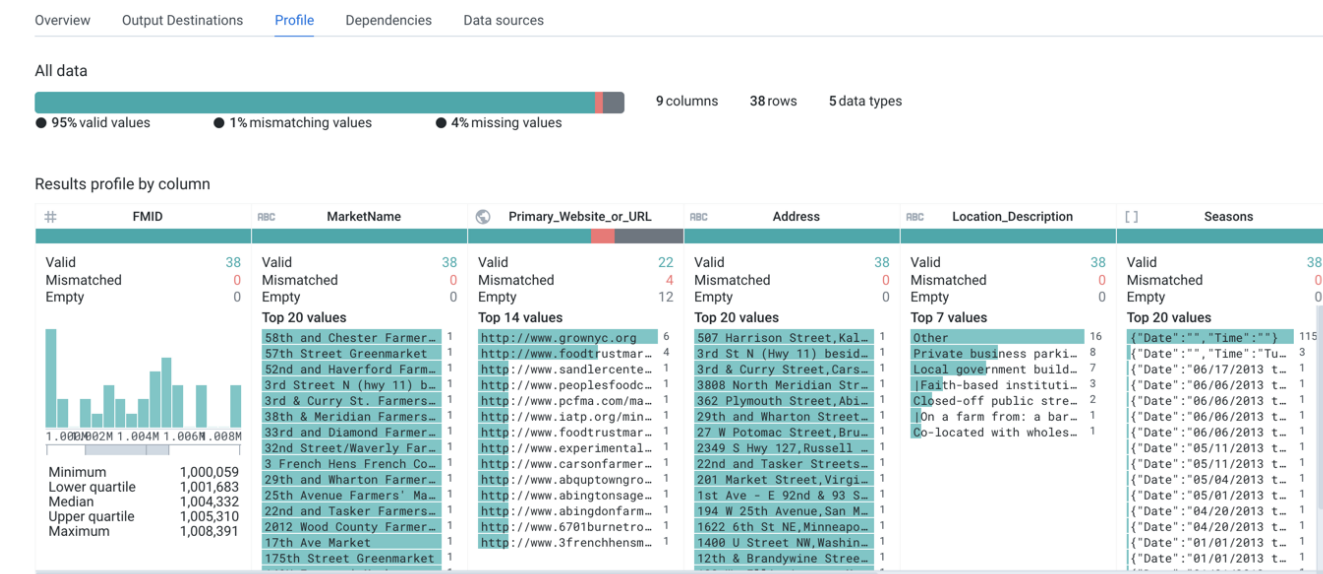 Overview Output Destinations Profile Dependencies Data sources
All data
9 columns 38 rows 5 data types
95% valid values 1% mismatching values 4% missing values
Results profile by column
# FMID
Valid 38
Mismatched 0
Empty 0
1.002M 1.004M 1.006M 1.008M
Minimum 1,000,059
Lower quartile 1,001,683
Median 1,004,332
Upper quartile 1,005,310
Maximum 1,008,391
ABC MarketName
Valid 38
Mismatched 0
Empty 0
Top 20 values
58th and Chester Farmer… 1
57th Street Greenmarket 1
52nd and Haverford Farm… 1
3rd Street N (hwy 11) b… 1
3rd & Curry St. Farmers… 1
38th & Meridian Farmers… 1
33rd and Diamond Farmer… 1
32nd Street/Waverly Far… 1
3 French Hens French Co… 1
29th and Wharton Farmer… 1
25th Avenue Farmers' Ma… 1
22nd and Tasker Farmers… 1
2012 Wood County Farmer… 1
17th Ave Market 1
175th Street Greenmarket 1
Primary_Website_or_URL
Valid 22
Mismatched 4
Empty 12
Top 14 values
http://www.grownyc.org 6
http://www.foodtrustmar… 4
http://www.sandlercente… 1
http://www.peoplesfoodc… 1
http://www.pcfma.com/ma… 1
http://www.iatp.org/min… 1
http://www.foodtrustmar… 1
http://www.experimental… 1
http://www.carsonfarmer… 1
http://www.abquptowngro… 1
http://www.abingtonsage… 1
http://www.abingdonfarm… 1
http://www.6701burnetro… 1
http://www.3frenchhensm… 1
ABC Address
Valid 38
Mismatched 0
Empty 0
Top 20 values
507 Harrison Street,Kal… 1
3rd St N (Hwy 11) besid… 1
3rd & Curry Street,Cars… 1
3808 North Meridian Str… 1
362 Plymouth Street,Abi… 1
29th and Wharton Street… 1
27 W Potomac Street,Bru… 1
2349 S Hwy 127,Russell … 1
22nd and Tasker Streets… 1
201 Market Street,Virgi… 1
1st Ave - E 92nd & 93 S… 1
194 W 25th Avenue,San M… 1
1622 6th St NE,Minneapo… 1
1400 U Street NW,Washin… 1
12th & Brandywine Stree… 1
ABC Location_Description
Valid 38
Mismatched 0
Empty 0
Top 7 values
Other 16
Private business parki… 8
Local government build… 7
|Faith-based instituti… 3
Closed-off public stre… 2
|On a farm from: a bar… 1
Co-located with wholes… 1
[ ] Seasons
Valid 38
Mismatched 0
Empty 0
Top 20 values
{"Date":"","Time":""} 115
{"Date":"","Time":"Tu… 3
{"Date":"06/17/2013 t… 1
{"Date":"06/06/2013 t… 1
{"Date":"06/06/2013 t… 1
{"Date":"06/06/2013 t… 1
{"Date":"06/06/2013 t… 1
{"Date":"05/11/2013 t… 1
{"Date":"05/11/2013 t… 1
{"Date":"05/04/2013 t… 1
{"Date":"05/01/2013 t… 1
{"Date":"04/20/2013 t… 1
{"Date":"04/20/2013 t… 1
{"Date":"01/01/2013 t… 1
{"Date":"01/01/2013 t… 1